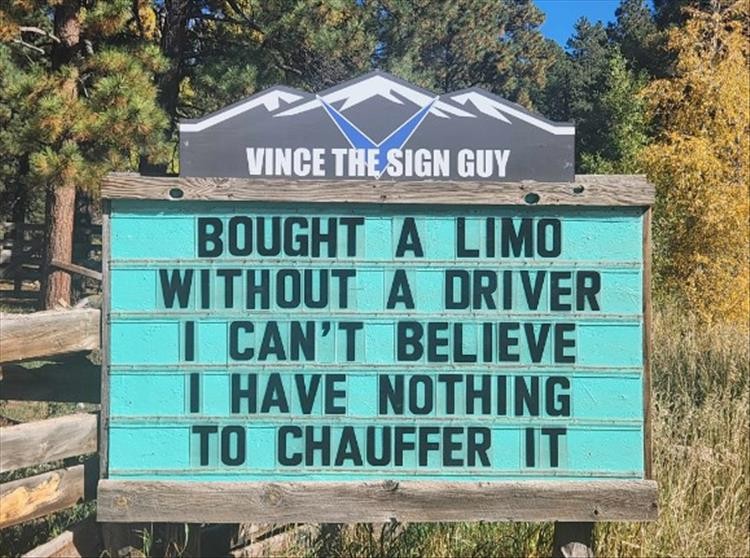 VINCE THE SIGN GUY
BOUGHT A LIMO
WITHOUT A DRIVER
I CAN'T BELIEVE
I HAVE NOTHING
TO CHAUFFER IT